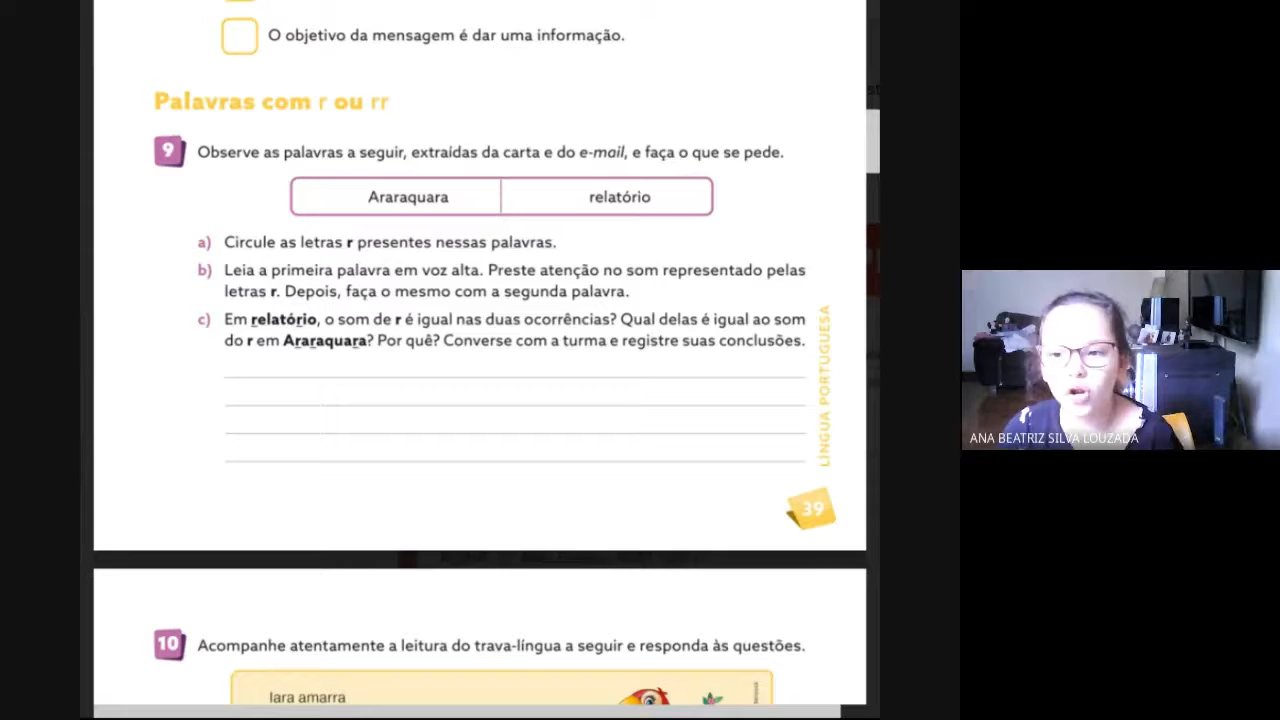 O objetivo da mensagem é dar uma informação.
Palavras com r ou rr
9 Observe as palavras a seguir, extraídas da carta e do e-mail, e faça o que se pede.
Araraquara relatório
a) Circule as letras r presentes nessas palavras.
b) Leia a primeira palavra em voz alta. Preste atenção no som representado pelas
letras r. Depois, faça o mesmo com a segunda palavra.
c) Em relatório, o som de r é igual nas duas ocorrências? Qual delas é igual ao som
do r em Araraquara? Por quê? Converse com a turma e registre suas conclusões.
LÍNGUA PORTUGUESA
39
10 Acompanhe atentamente a leitura do trava-língua a seguir e responda às questões.
Iara amarra
ANA BEATRIZ SILVA LOUZADA